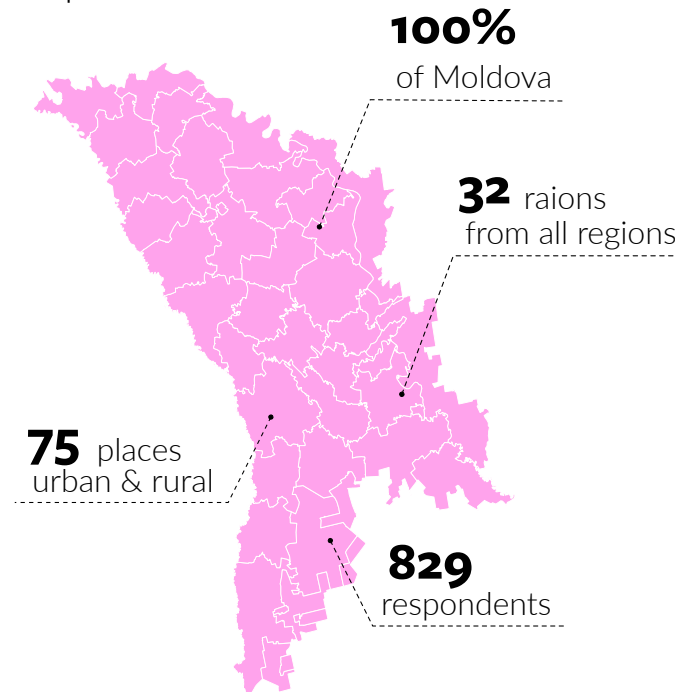 100%
of Moldova
32 raions
from all regions
75 places
urban & rural
829
respondents